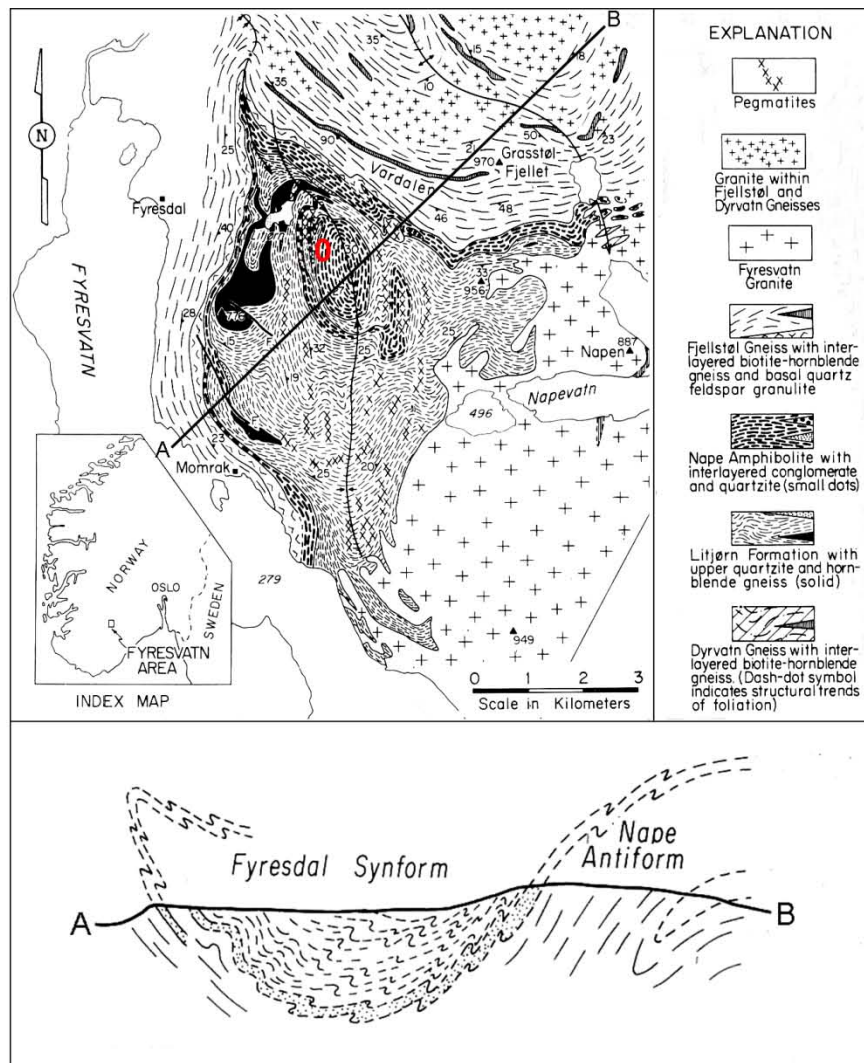 B
N
Fyresdal
FYRESVATN
35
15
18
35
10
90
50
23
25
2
970
Grasstøl-
Fjellet
Vardalen
46
48
40
33
956
28
25
Napen
887
15
32
25
19
Napevatn
496
A
23
Momrak
25
20
279
949
NORWAY
OSLO
SWEDEN
FYRESVATN
AREA
INDEX MAP
0 1 2 3
Scale in Kilometers
EXPLANATION
Pegmatites
Granite within
Fjellstøl and
Dyrvatn Gneisses
Fyresvatn
Granite
Fjellstøl Gneiss with inter-
layered biotite-hornblende
gneiss and basal quartz
feldspar granulite
Nape Amphibolite with
interlayered conglomerate
and quartzite (small dots)
Litjørn Formation with
upper quartzite and horn-
blende gneiss (solid)
Dyrvatn Gneiss with inter-
layered biotite-hornblende
gneiss. (Dash-dot symbol
indicates structural trends
of foliation)
Fyresdal Synform
Nape
Antiform
A
B